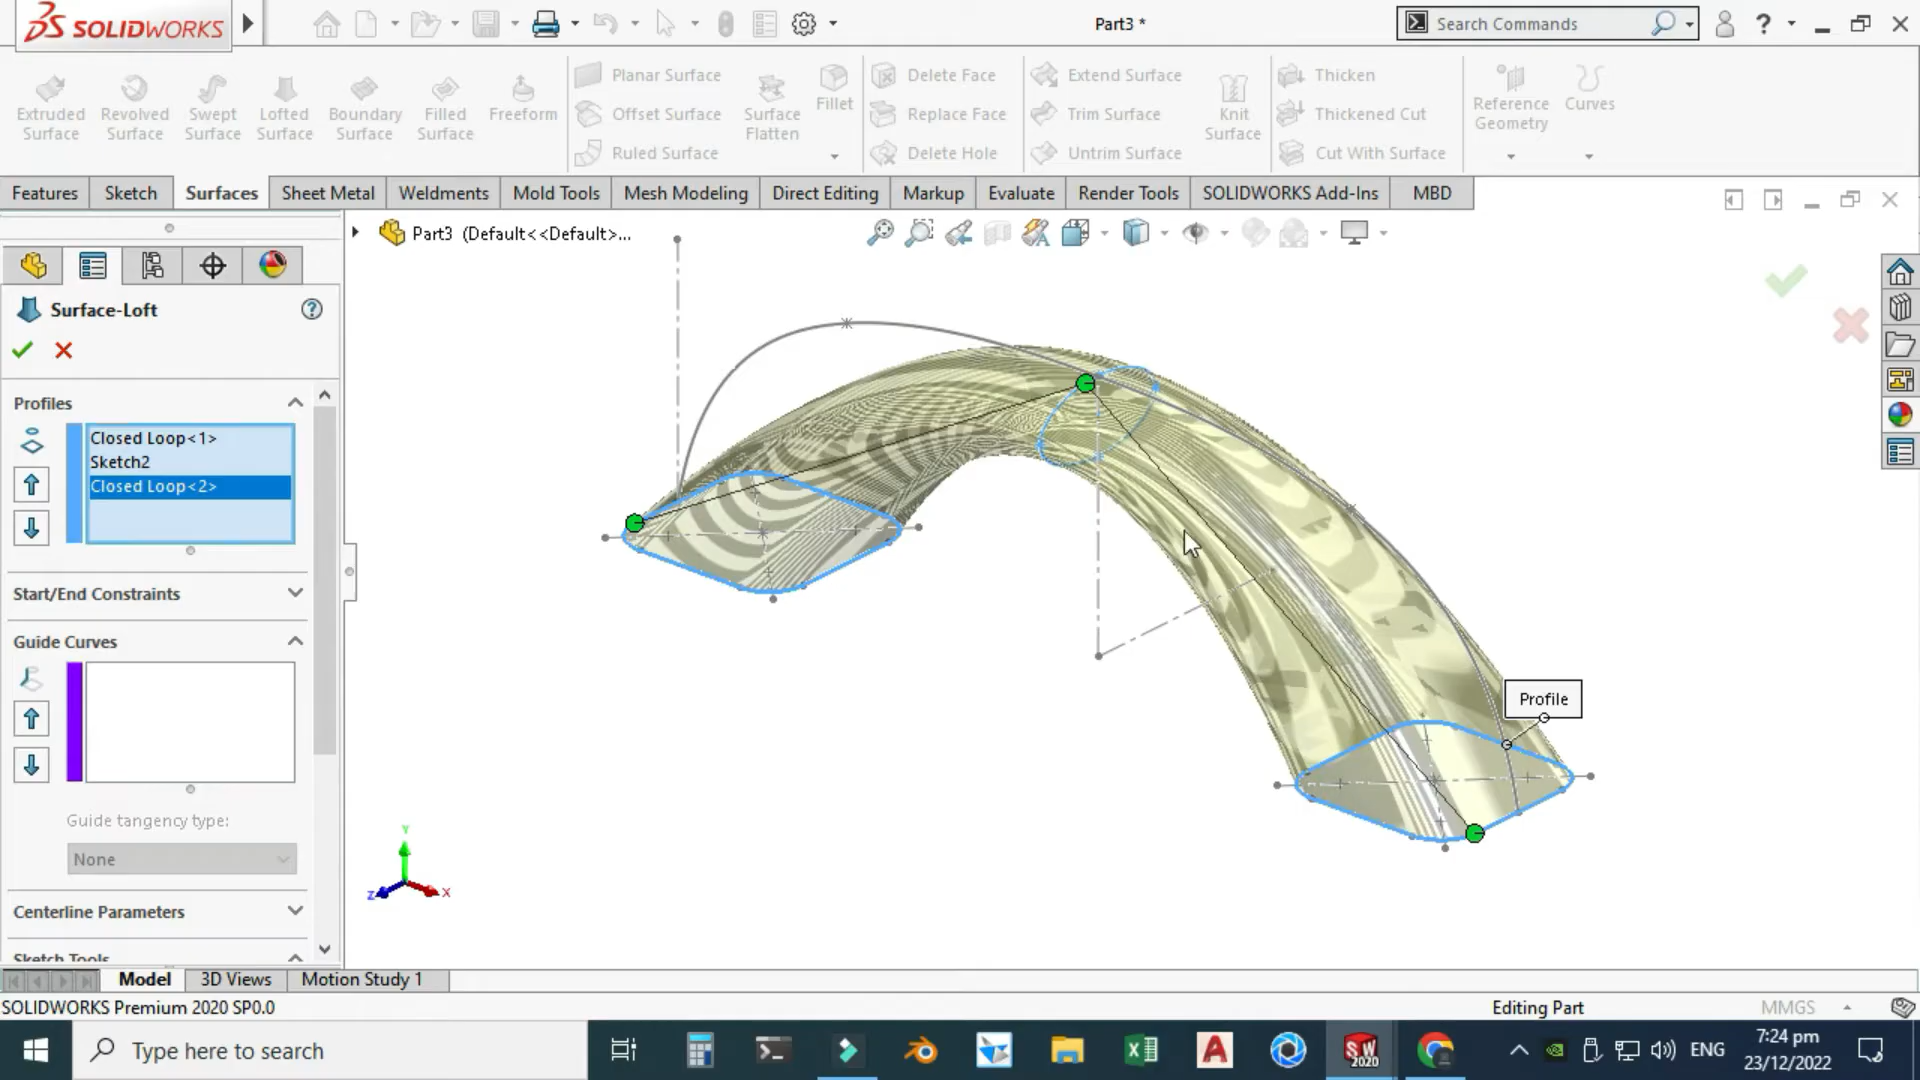 SOLIDWORKS
Part3 *
Search Commands
Extruded Surface
Revolved Surface
Swept Surface
Lofted Surface
Boundary Surface
Filled Surface
Freeform
Planar Surface
Offset Surface
Ruled Surface
Surface Flatten
Fillet
Delete Face
Replace Face
Delete Hole
Extend Surface
Trim Surface
Untrim Surface
Knit Surface
Thicken
Thickened Cut
Cut With Surface
Reference Geometry
Curves
Features
Sketch
Surfaces
Sheet Metal
Weldments
Mold Tools
Mesh Modeling
Direct Editing
Markup
Evaluate
Render Tools
SOLIDWORKS Add-Ins
MBD
Part3 (Default<<Default>...
Surface-Loft
Profiles
Closed Loop<1>
Sketch2
Closed Loop<2>
Start/End Constraints
Guide Curves
Guide tangency type:
None
Centerline Parameters
Sketch Tools
Profile
Y
Z
X
Model
3D Views
Motion Study 1
SOLIDWORKS Premium 2020 SP0.0
Editing Part
MMGS
Type here to search
SW
2020
ENG
7:24 pm
23/12/2022